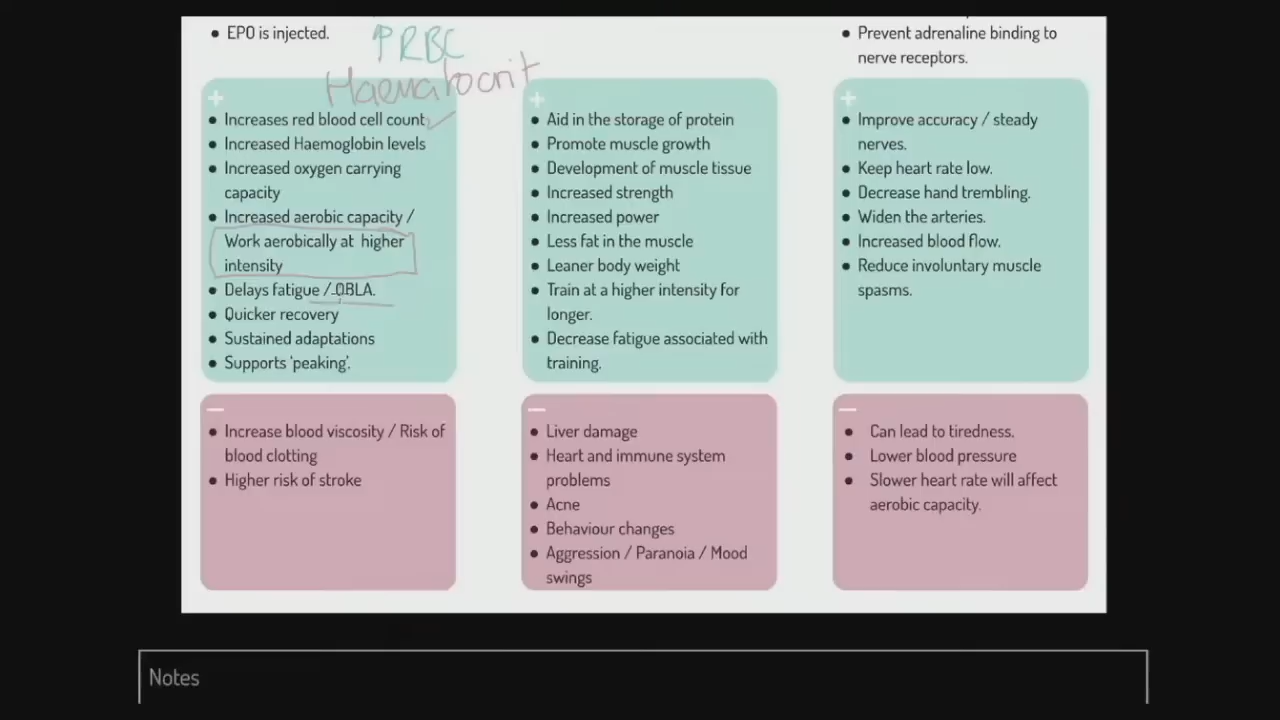 • EPO is injected.
↑RBC
Haematocrit
+
• Increases red blood cell count
• Increased Haemoglobin levels
• Increased oxygen carrying
capacity
• Increased aerobic capacity /
Work aerobically at higher
intensity
• Delays fatigue / OBLA.
• Quicker recovery
• Sustained adaptations
• Supports ‘peaking’.
—
• Increase blood viscosity / Risk of
blood clotting
• Higher risk of stroke
+
• Aid in the storage of protein
• Promote muscle growth
• Development of muscle tissue
• Increased strength
• Increased power
• Less fat in the muscle
• Leaner body weight
• Train at a higher intensity for
longer.
• Decrease fatigue associated with
training.
—
• Liver damage
• Heart and immune system
problems
• Acne
• Behaviour changes
• Aggression / Paranoia / Mood
swings
• Prevent adrenaline binding to
nerve receptors.
+
• Improve accuracy / steady
nerves.
• Keep heart rate low.
• Decrease hand trembling.
• Widen the arteries.
• Increased blood flow.
• Reduce involuntary muscle
spasms.
—
• Can lead to tiredness.
• Lower blood pressure
• Slower heart rate will affect
aerobic capacity.
Notes